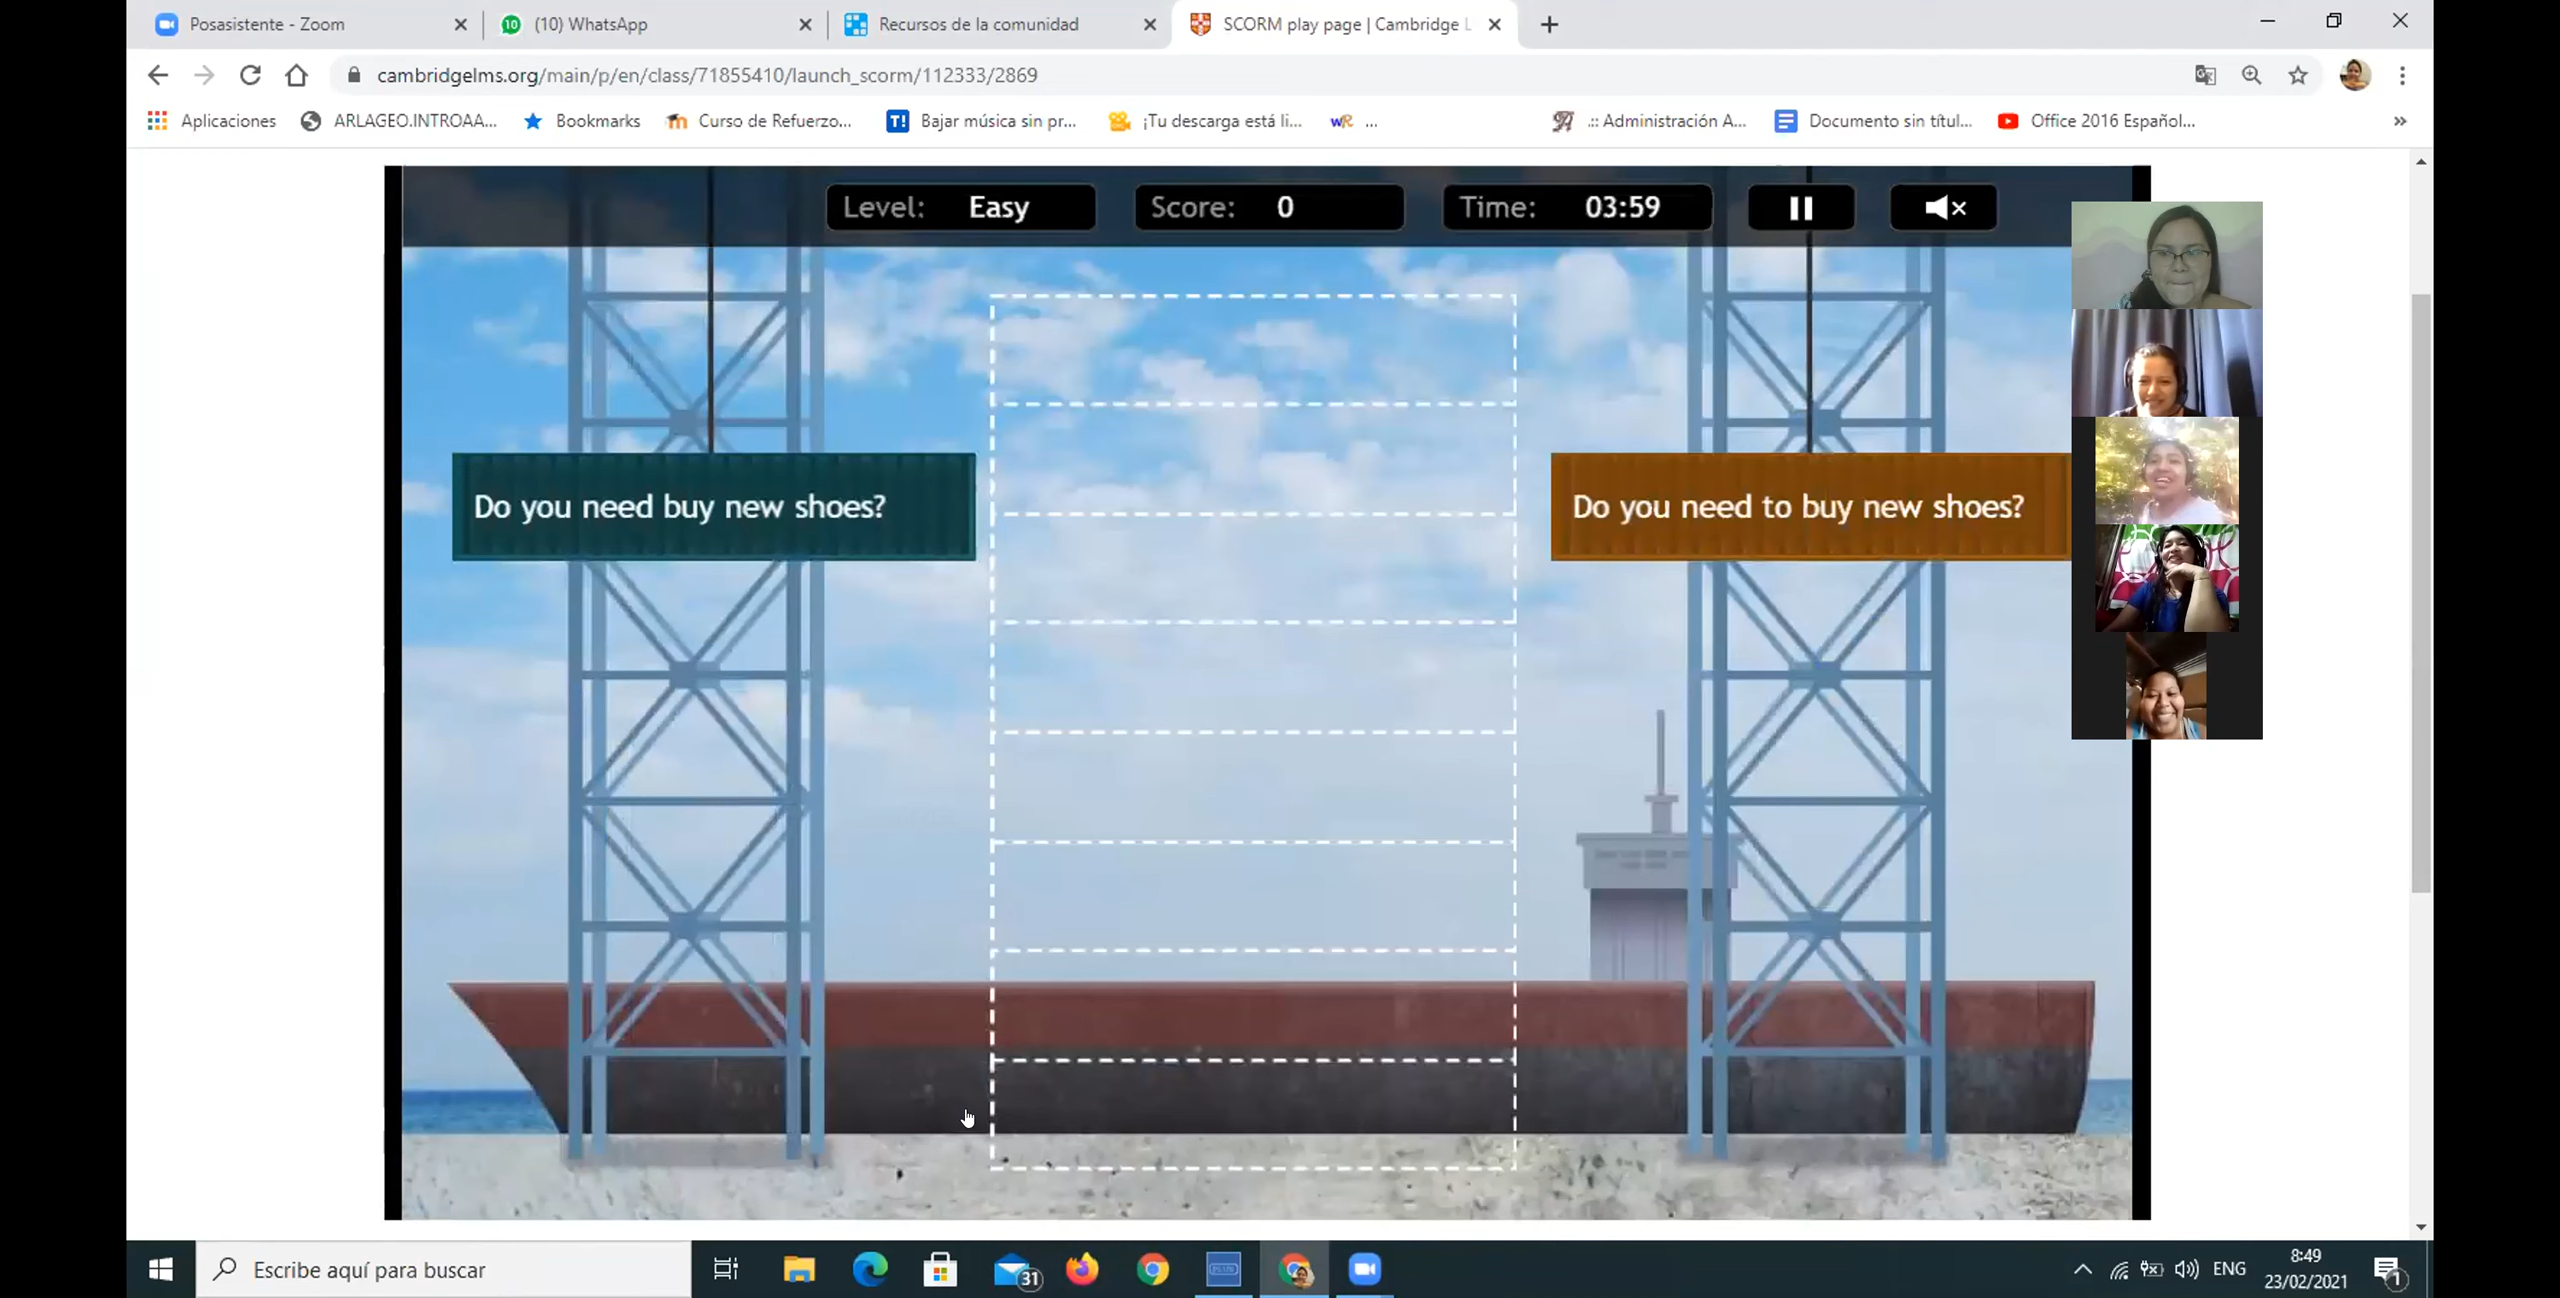 Posasistente - Zoom
(10) WhatsApp
Recursos de la comunidad
SCORM play page | Cambridge L
cambridgelms.org/main/p/en/class/71855410/launch_scorm/112333/2869
Aplicaciones
ARLAGEO.INTROAA...
Bookmarks
Curso de Refuerzo...
Bajar música sin pr...
¡Tu descarga está li...
wR ...
.:: Administración A...
Documento sin títul...
Office 2016 Español...
»
Level: Easy
Score: 0
Time: 03:59
Do you need buy new shoes?
Do you need to buy new shoes?
Escribe aquí para buscar
31
ENG
8:49
23/02/2021
1